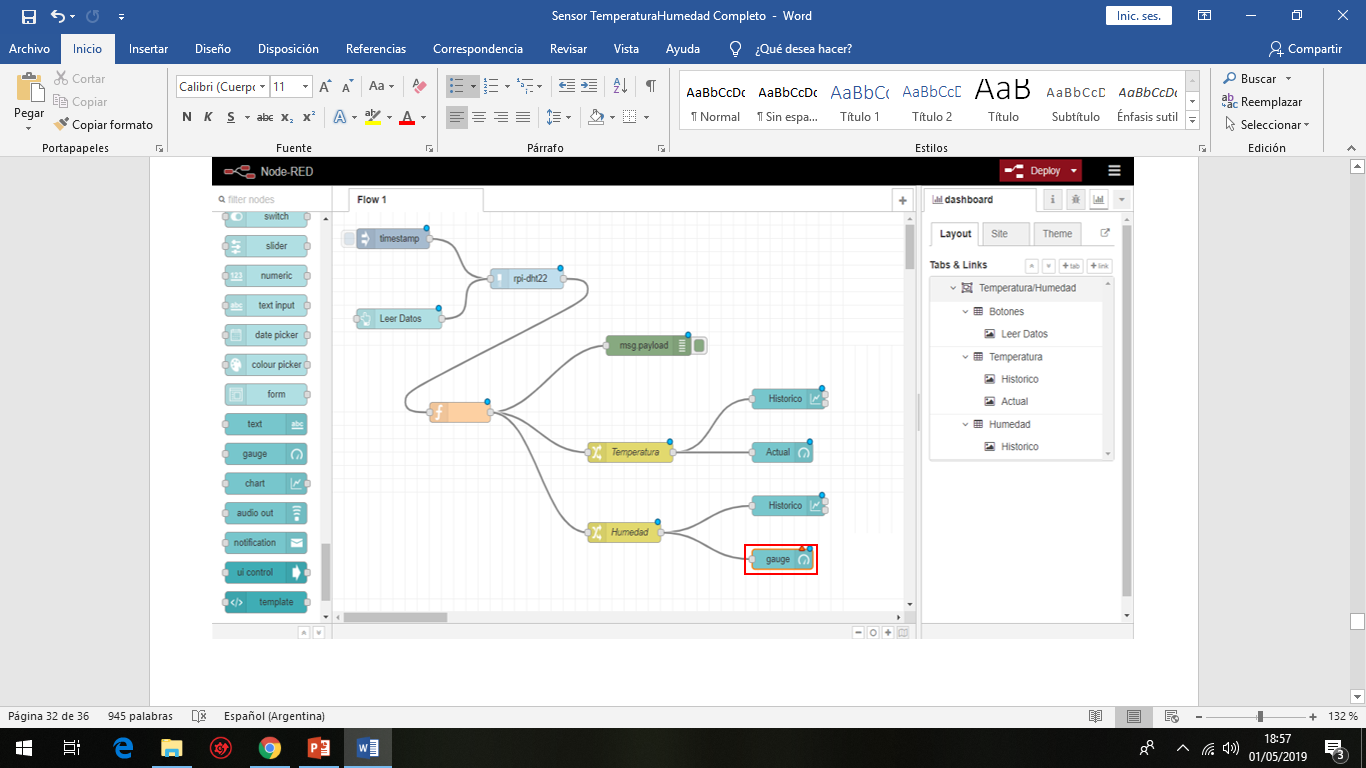 Sensor TemperaturaHumedad Completo - Word
Inic. ses.
Archivo Inicio Insertar Diseño Disposición Referencias Correspondencia Revisar Vista Ayuda ¿Qué desea hacer? Compartir
Pegar
Cortar
Copiar
Copiar formato
Portapapeles
Calibri (Cuerp 11
N K S abc x₂ x²
Fuente
Párrafo
AaBbCcDc AaBbCcDc AaBbCc AaBbCcD AaB AaBbCcD AaBbCcDc
¶ Normal ¶ Sin espa... Título 1 Título 2 Título Subtítulo Énfasis sutil
Estilos
Buscar
Reemplazar
Seleccionar
Edición
Node-RED
Deploy
filter nodes
Flow 1
dashboard
switch
slider
numeric
text input
date picker
colour picker
form
text
gauge
chart
audio out
notification
ui control
template
timestamp
rpi-dht22
Leer Datos
msg payload
Historico
Temperatura
Actual
Historico
Humedad
gauge
Layout Site Theme
Tabs & Links
+tab +link
Temperatura/Humedad
Botones
Leer Datos
Temperatura
Historico
Actual
Humedad
Historico
Página 32 de 36 945 palabras Español (Argentina) 132 %
18:57
01/05/2019
3